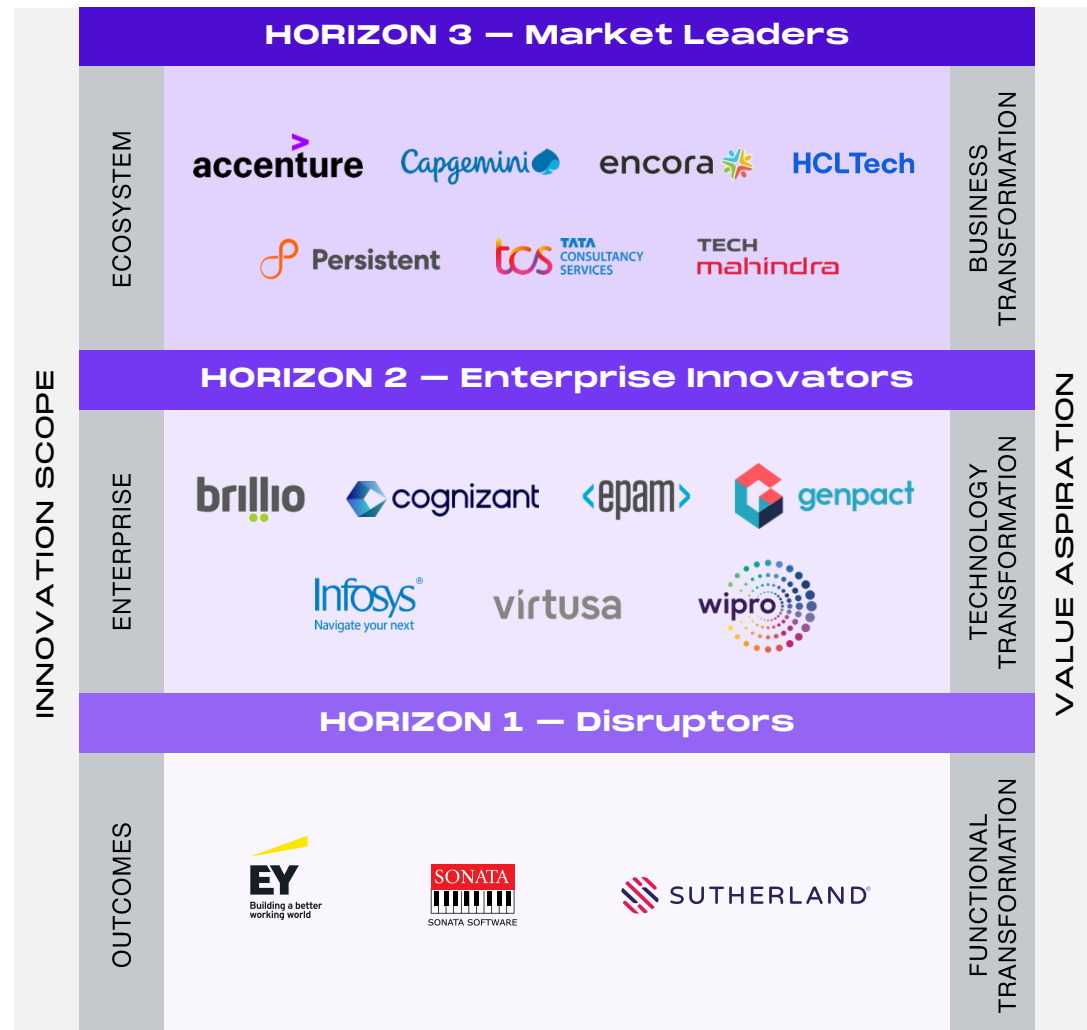 HORIZON 3 — Market Leaders
INNOVATION SCOPE
VALUE ASPIRATION
ECOSYSTEM
accenture
Capgemini
encora
HCLTech
Persistent
tcs TATA
CONSULTANCY
SERVICES
TECH
mahindra
BUSINESS
TRANSFORMATION
HORIZON 2 — Enterprise Innovators
ENTERPRISE
brillio
cognizant
<epam>
genpact
Infosys®
Navigate your next
virtusa
wipro
TECHNOLOGY
TRANSFORMATION
HORIZON 1 — Disruptors
OUTCOMES
EY
Building a better
working world
SONATA
SONATA SOFTWARE
SUTHERLAND®
FUNCTIONAL
TRANSFORMATION